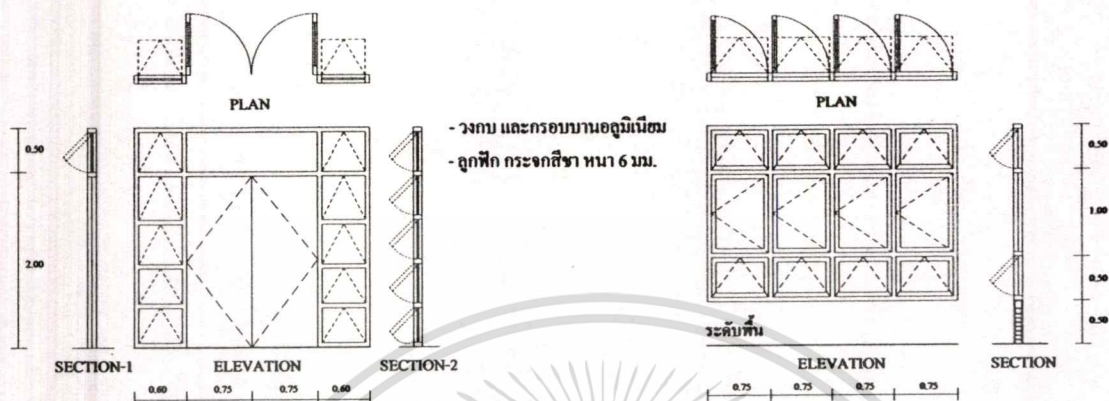 PLAN
PLAN
- วงกบ และกรอบบานอลูมิเนียม
- ลูกฟัก กระจกสีชา หนา 6 มม.
0.50
2.00
0.50
1.00
0.50
0.50
ระดับพื้น
SECTION-1
ELEVATION
SECTION-2
ELEVATION
SECTION
0.60
0.75
0.75
0.60
0.75
0.75
0.75
0.75